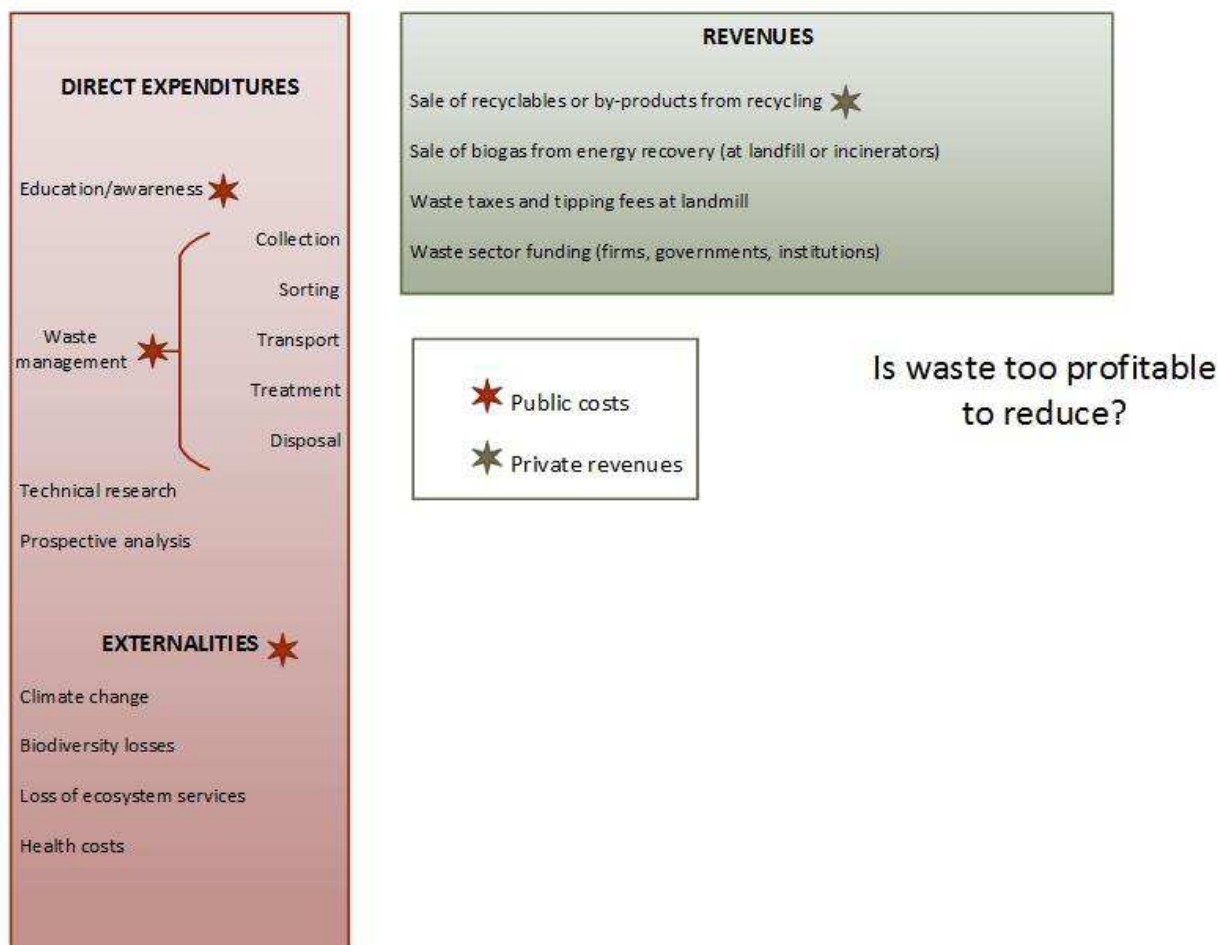 DIRECT EXPENDITURES
Education/awareness
Collection
Sorting
Waste
management
Transport
Treatment
Disposal
Technical research
Prospective analysis
EXTERNALITIES
Climate change
Biodiversity losses
Loss of ecosystem services
Health costs
REVENUES
Sale of recyclables or by-products from recycling
Sale of biogas from energy recovery (at landfill or incinerators)
Waste taxes and tipping fees at landmill
Waste sector funding (firms, governments, institutions)
Public costs
Private revenues
Is waste too profitable
to reduce?